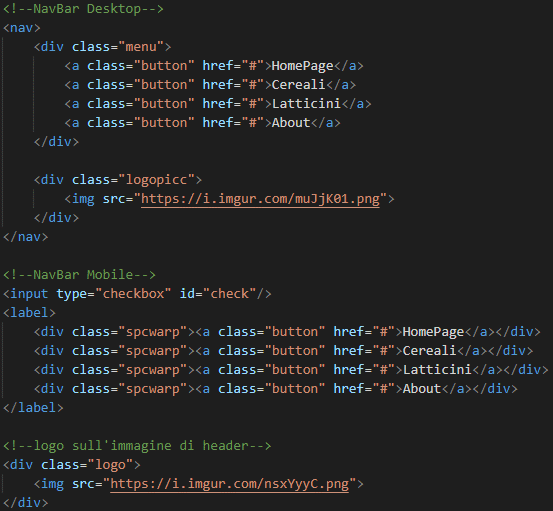 <!--NavBar Desktop-->
<nav>
    <div class="menu">
        <a class="button" href="#">HomePage</a>
        <a class="button" href="#">Cereali</a>
        <a class="button" href="#">Latticini</a>
        <a class="button" href="#">About</a>
    </div>

    <div class="logopicc">
        <img src="https://i.imgur.com/muJjK01.png">
    </div>
</nav>

<!--NavBar Mobile-->
<input type="checkbox" id="check"/>
<label>
    <div class="spcwarp"><a class="button" href="#">HomePage</a></div>
    <div class="spcwarp"><a class="button" href="#">Cereali</a></div>
    <div class="spcwarp"><a class="button" href="#">Latticini</a></div>
    <div class="spcwarp"><a class="button" href="#">About</a></div>
</label>

<!--logo sull'immagine di header-->
<div class="logo">
    <img src="https://i.imgur.com/nsxYyyC.png">
</div>